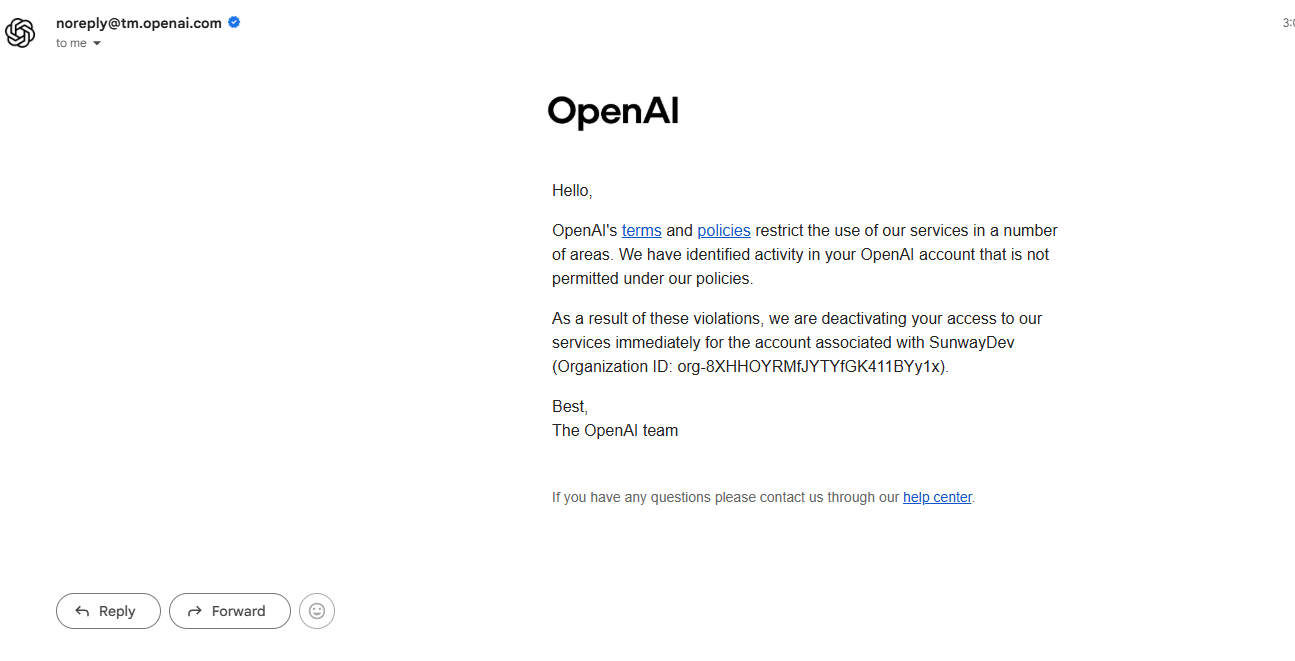 noreply@tm.openai.com
3:0
to me
OpenAI
Hello,
OpenAI's terms and policies restrict the use of our services in a number
of areas. We have identified activity in your OpenAI account that is not
permitted under our policies.
As a result of these violations, we are deactivating your access to our
services immediately for the account associated with SunwayDev
(Organization ID: org-8XHHOYRMfJYTYfGK411BYy1x).
Best,
The OpenAI team
If you have any questions please contact us through our help center.
Reply
Forward